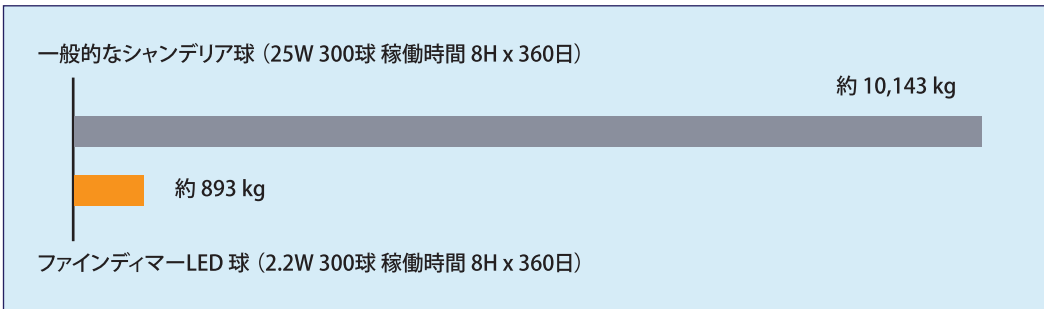 一般的なシャンデリア球（25W 300球 稼働時間 8H x 360日）
約 10,143 kg
約 893 kg
ファインディマーLED 球（2.2W 300球 稼働時間 8H x 360日）